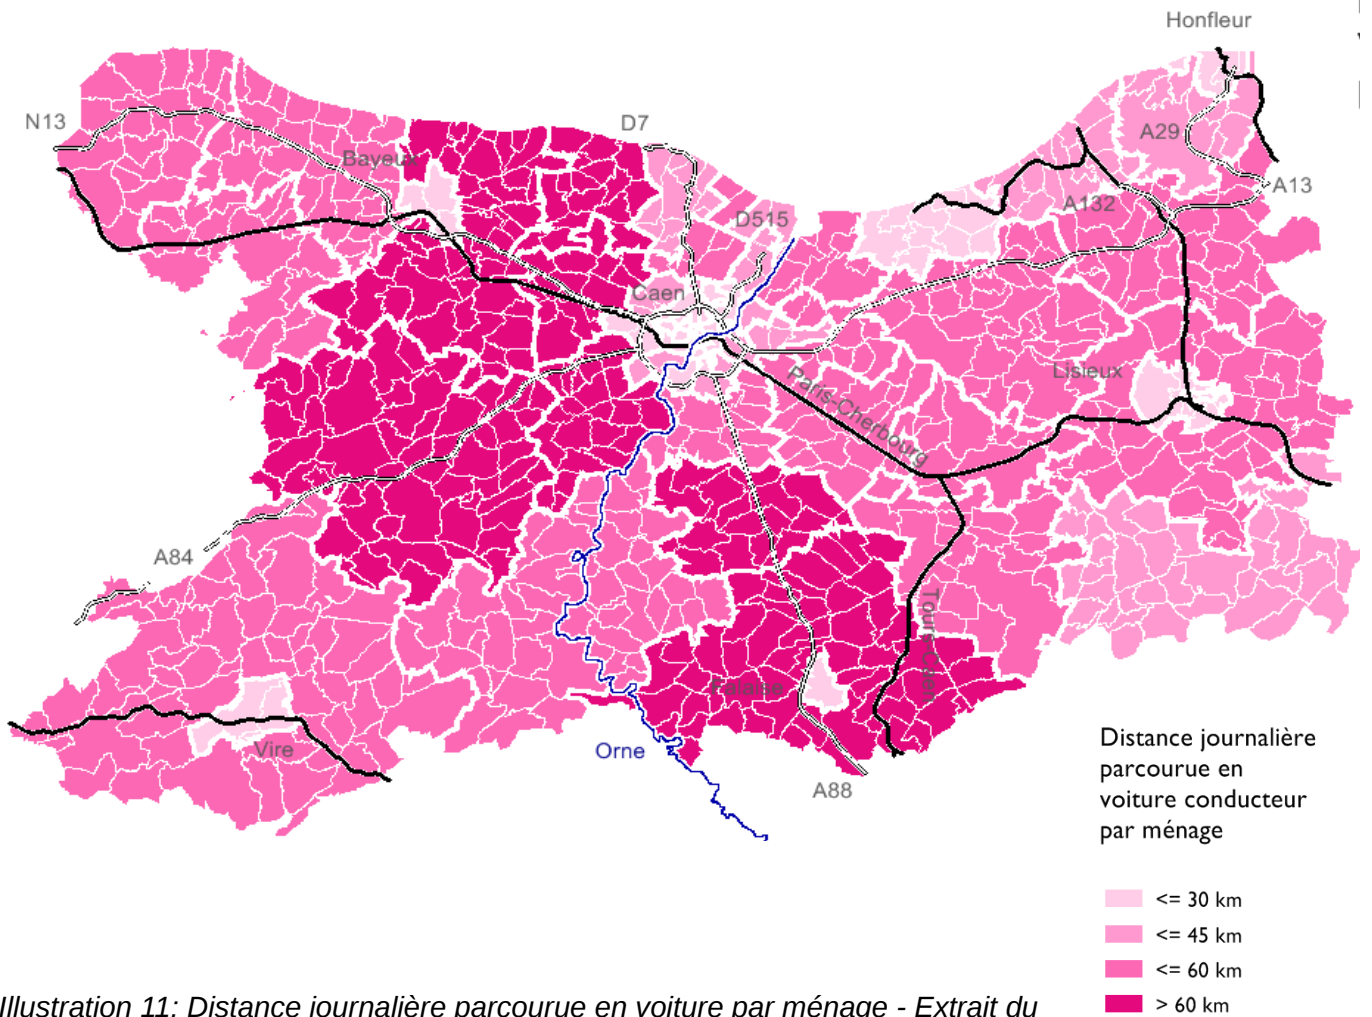 Honfleur
N13
D7
A29
Bayeux
A13
A132
D515
Caen
Lisieux
Paris-Cherbourg
A84
Falaise
Vire
Orne
A88
Distance journalière
parcourue en
voiture conducteur
par ménage
<= 30 km
<= 45 km
<= 60 km
> 60 km
Illustration 11: Distance journalière parcourue en voiture par ménage - Extrait du